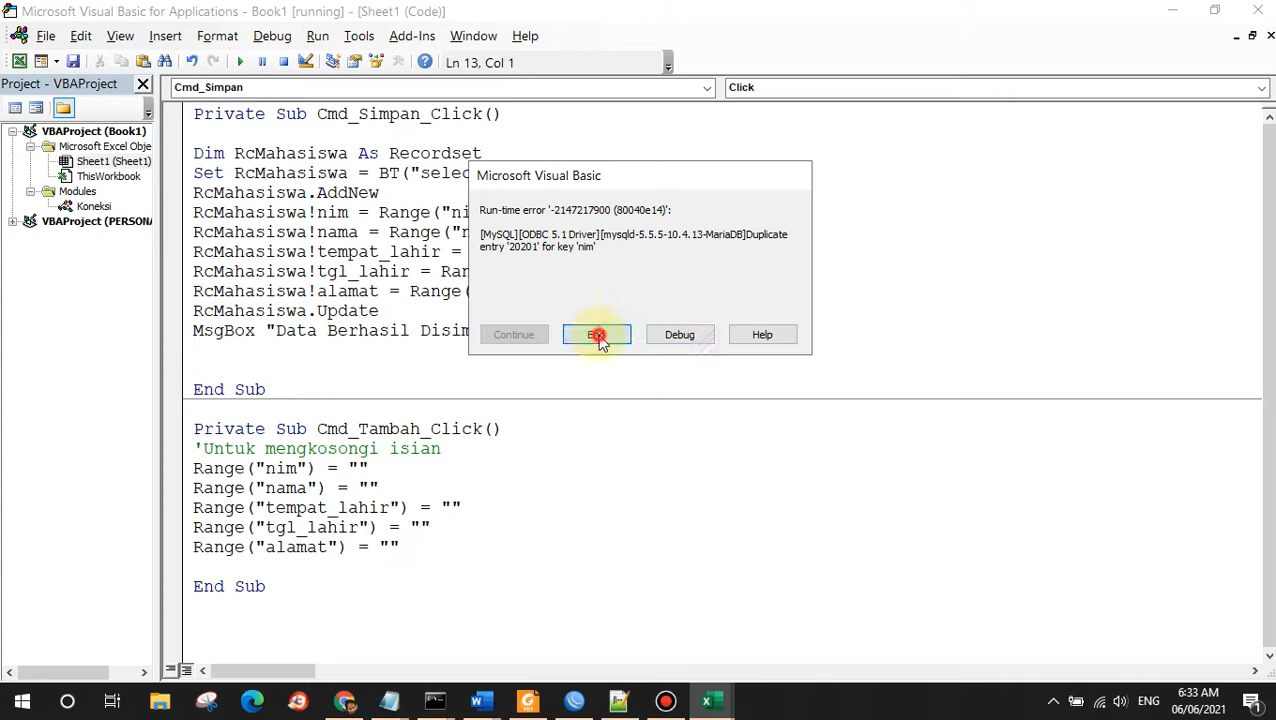 Microsoft Visual Basic for Applications - Book1 [running] - [Sheet1 (Code)]
File Edit View Insert Format Debug Run Tools Add-Ins Window Help
Ln 13, Col 1
Project - VBAProject
Cmd_Simpan
Click
VBAProject (Book1)
Microsoft Excel Obje
Sheet1 (Sheet1)
ThisWorkbook
Modules
Koneksi
VBAProject (PERSONA
Private Sub Cmd_Simpan_Click()
Dim RcMahasiswa As Recordset
Set RcMahasiswa = BT("selec
RcMahasiswa.AddNew
RcMahasiswa!nim = Range("ni
RcMahasiswa!nama = Range("n
RcMahasiswa!tempat_lahir =
RcMahasiswa!tgl_lahir = Ran
RcMahasiswa!alamat = Range(
RcMahasiswa.Update
MsgBox "Data Berhasil Disim
End Sub
Private Sub Cmd_Tambah_Click()
'Untuk mengkosongi isian
Range("nim") = ""
Range("nama") = ""
Range("tempat_lahir") = ""
Range("tgl_lahir") = ""
Range("alamat") = ""
End Sub
Microsoft Visual Basic
Run-time error '-2147217900 (80040e14)':
[MySQL][ODBC 5.1 Driver][mysqld-5.5.5-10.4.13-MariaDB]Duplicate
entry '20201' for key 'nim'
Continue
Debug
Help
ENG
6:33 AM
06/06/2021
1